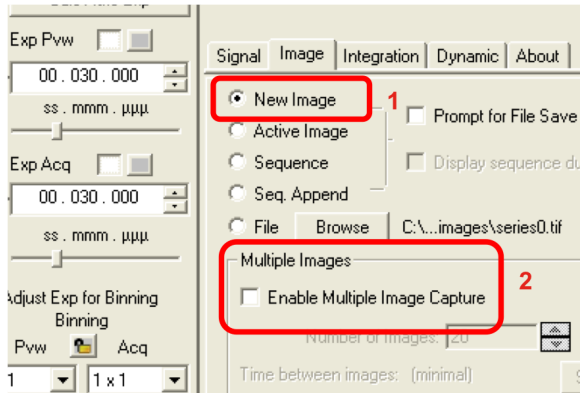 Exp Pvw
00 . 030 . 000
ss . mmm . µµµ
Exp Acq
00 . 030 . 000
ss . mmm . µµµ
Adjust Exp for Binning
Binning
Pvw Acq
1 1 x 1
Signal Image Integration Dynamic About
New Image 1
Prompt for File Save
Active Image
Sequence
Display sequence du
Seq. Append
File Browse C:\...images\series0.tif
Multiple Images
Enable Multiple Image Capture 2
Number of Images: 20
Time between images: (minimal) S